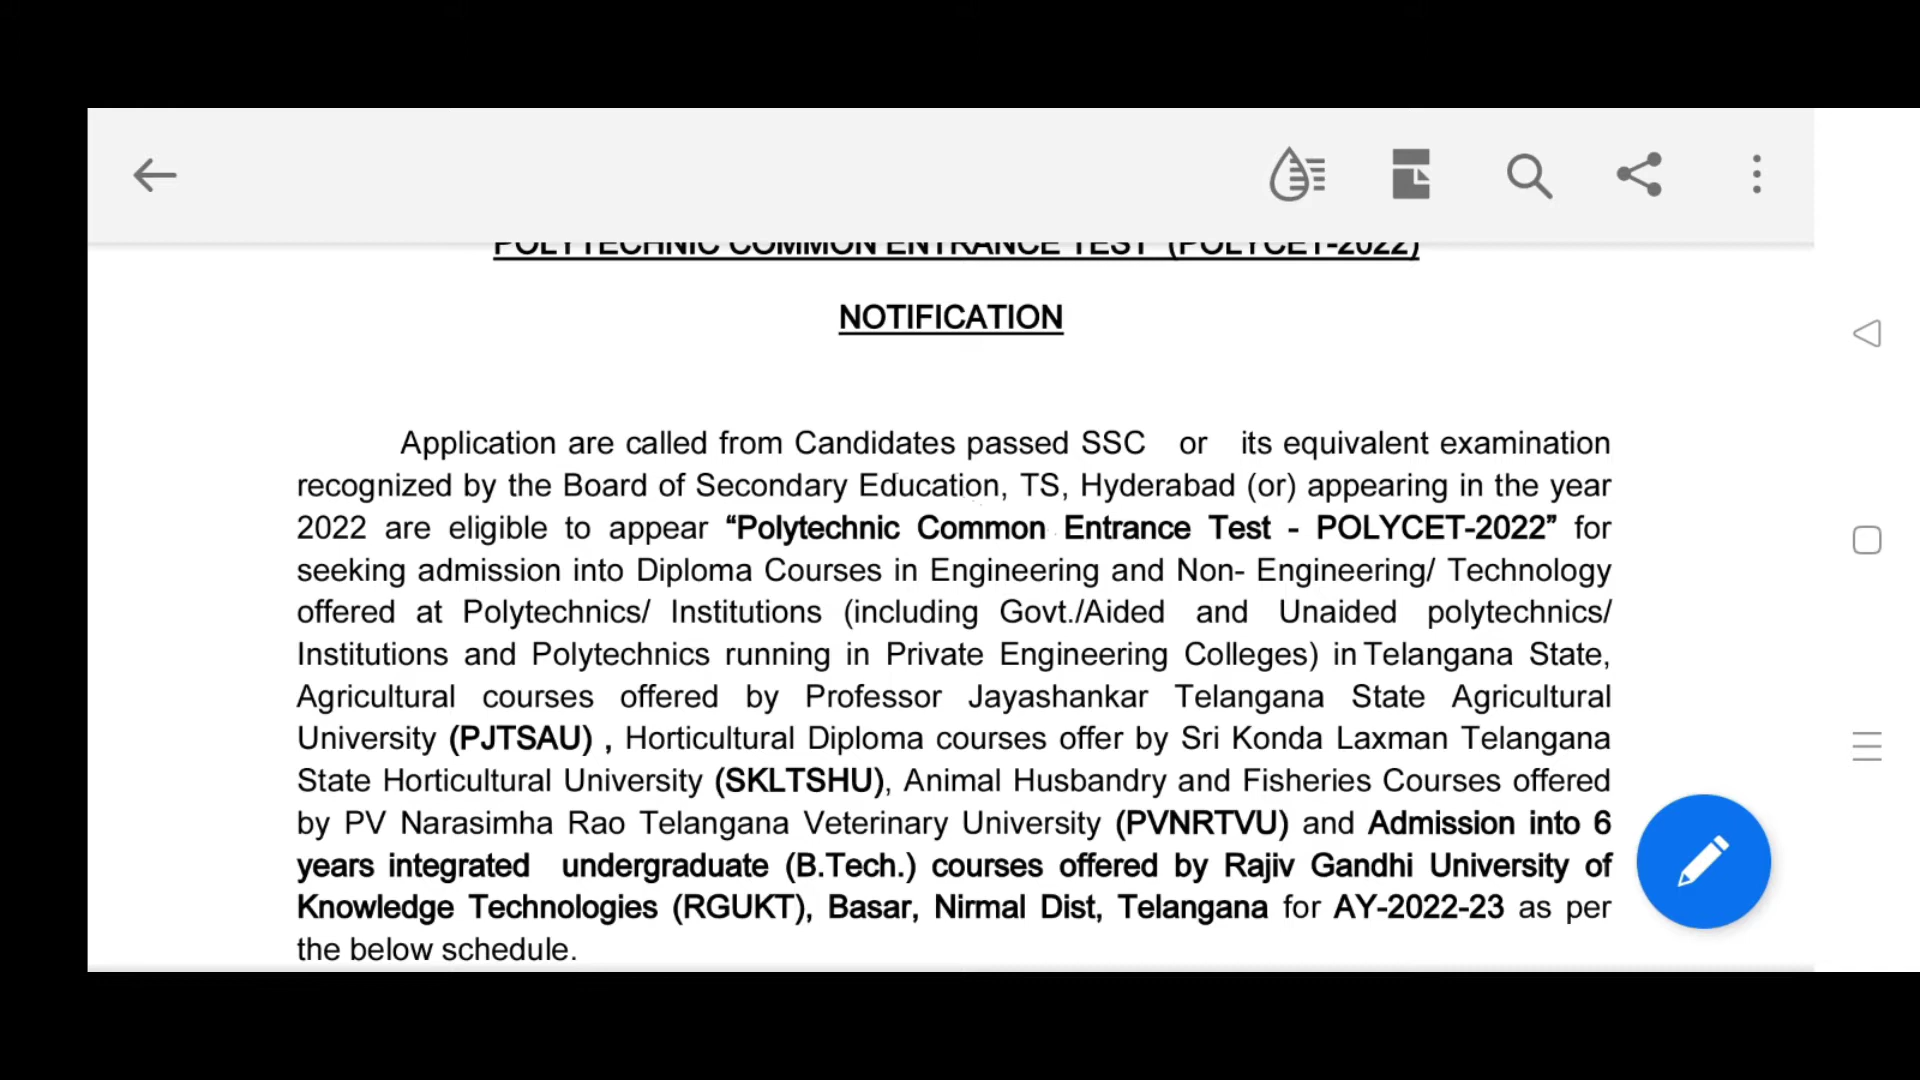 POLYTECHNIC COMMON ENTRANCE TEST (POLYCET-2022)
NOTIFICATION
Application are called from Candidates passed SSC or its equivalent examination
recognized by the Board of Secondary Education, TS, Hyderabad (or) appearing in the year
2022 are eligible to appear “Polytechnic Common Entrance Test - POLYCET-2022” for
seeking admission into Diploma Courses in Engineering and Non- Engineering/ Technology
offered at Polytechnics/ Institutions (including Govt./Aided and Unaided polytechnics/
Institutions and Polytechnics running in Private Engineering Colleges) in Telangana State,
Agricultural courses offered by Professor Jayashankar Telangana State Agricultural
University (PJTSAU) , Horticultural Diploma courses offer by Sri Konda Laxman Telangana
State Horticultural University (SKLTSHU), Animal Husbandry and Fisheries Courses offered
by PV Narasimha Rao Telangana Veterinary University (PVNRTVU) and Admission into 6
years integrated undergraduate (B.Tech.) courses offered by Rajiv Gandhi University of
Knowledge Technologies (RGUKT), Basar, Nirmal Dist, Telangana for AY-2022-23 as per
the below schedule.